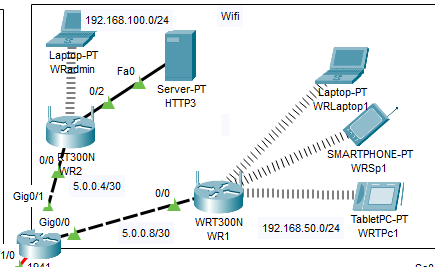 Wifi
192.168.100.0/24
Laptop-PT
WRadmin
Fa0
0/2
Server-PT
HTTP3
Laptop-PT
WRLaptop1
SMARTPHONE-PT
WRSp1
RT300N
WR2
0/0
5.0.0.4/30
Gig0/1
0/0
WRT300N
WR1
TabletPC-PT
WRTPc1
Gig0/0
5.0.0.8/30
192.168.50.0/24
1/0
1941